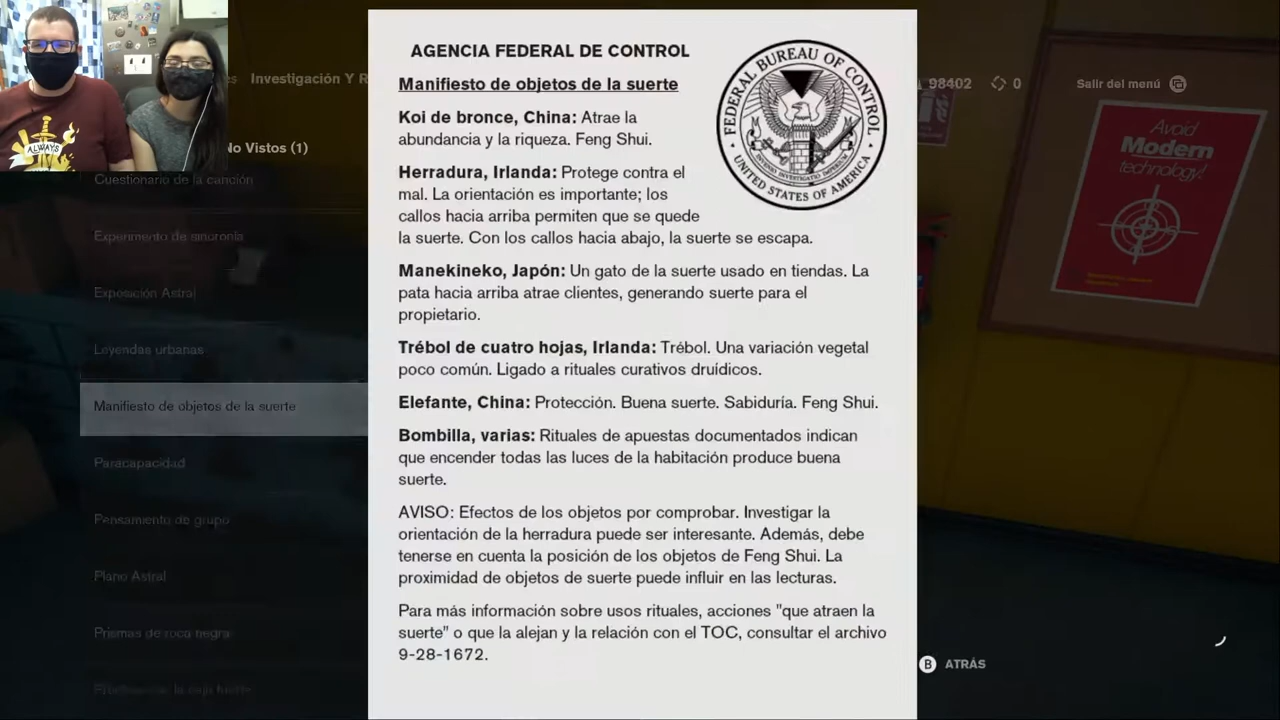 AGENCIA FEDERAL DE CONTROL
Manifiesto de objetos de la suerte
Koi de bronce, China: Atrae la
abundancia y la riqueza. Feng Shui.
Herradura, Irlanda: Protege contra el
mal. La orientación es importante; los
callos hacia arriba permiten que se quede
la suerte. Con los callos hacia abajo, la suerte se escapa.
Manekineko, Japón: Un gato de la suerte usado en tiendas. La
pata hacia arriba atrae clientes, generando suerte para el
propietario.
Trébol de cuatro hojas, Irlanda: Trébol. Una variación vegetal
poco común. Ligado a rituales curativos druídicos.
Elefante, China: Protección. Buena suerte. Sabiduría. Feng Shui.
Bombilla, varias: Rituales de apuestas documentados indican
que encender todas las luces de la habitación produce buena
suerte.
AVISO: Efectos de los objetos por comprobar. Investigar la
orientación de la herradura puede ser interesante. Además, debe
tenerse en cuenta la posición de los objetos de Feng Shui. La
proximidad de objetos de suerte puede influir en las lecturas.
Para más información sobre usos rituales, acciones "que atraen la
suerte" o que la alejan y la relación con el TOC, consultar el archivo
9-28-1672.
FEDERAL BUREAU OF CONTROL
UNITED STATES OF AMERICA
Investigación Y R
No Vistos (1)
Cuestionario de la canción
Experimento de sincronía
Exposición Astral
Leyendas urbanas
Manifiesto de objetos de la suerte
Paracapacidad
Pensamiento de grupo
Plano Astral
Prismas de roca negra
98402
0
Salir del menú
Avoid
Modern
technology!
B ATRÁS
ALWAYS